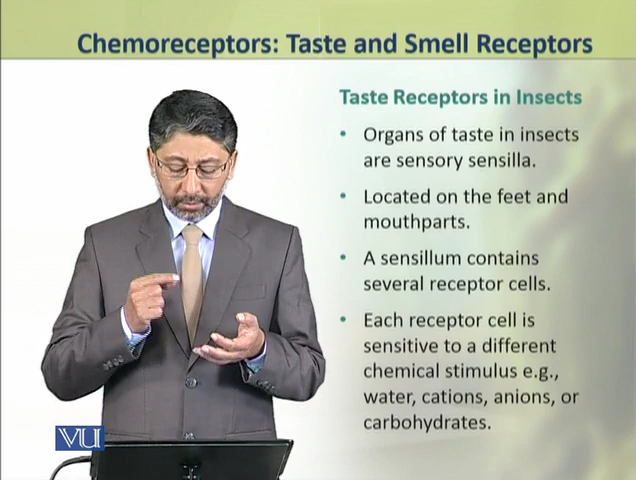 Chemoreceptors: Taste and Smell Receptors
Taste Receptors in Insects
• Organs of taste in insects
are sensory sensilla.
• Located on the feet and
mouthparts.
• A sensillum contains
several receptor cells.
• Each receptor cell is
sensitive to a different
chemical stimulus e.g.,
water, cations, anions, or
carbohydrates.
VU